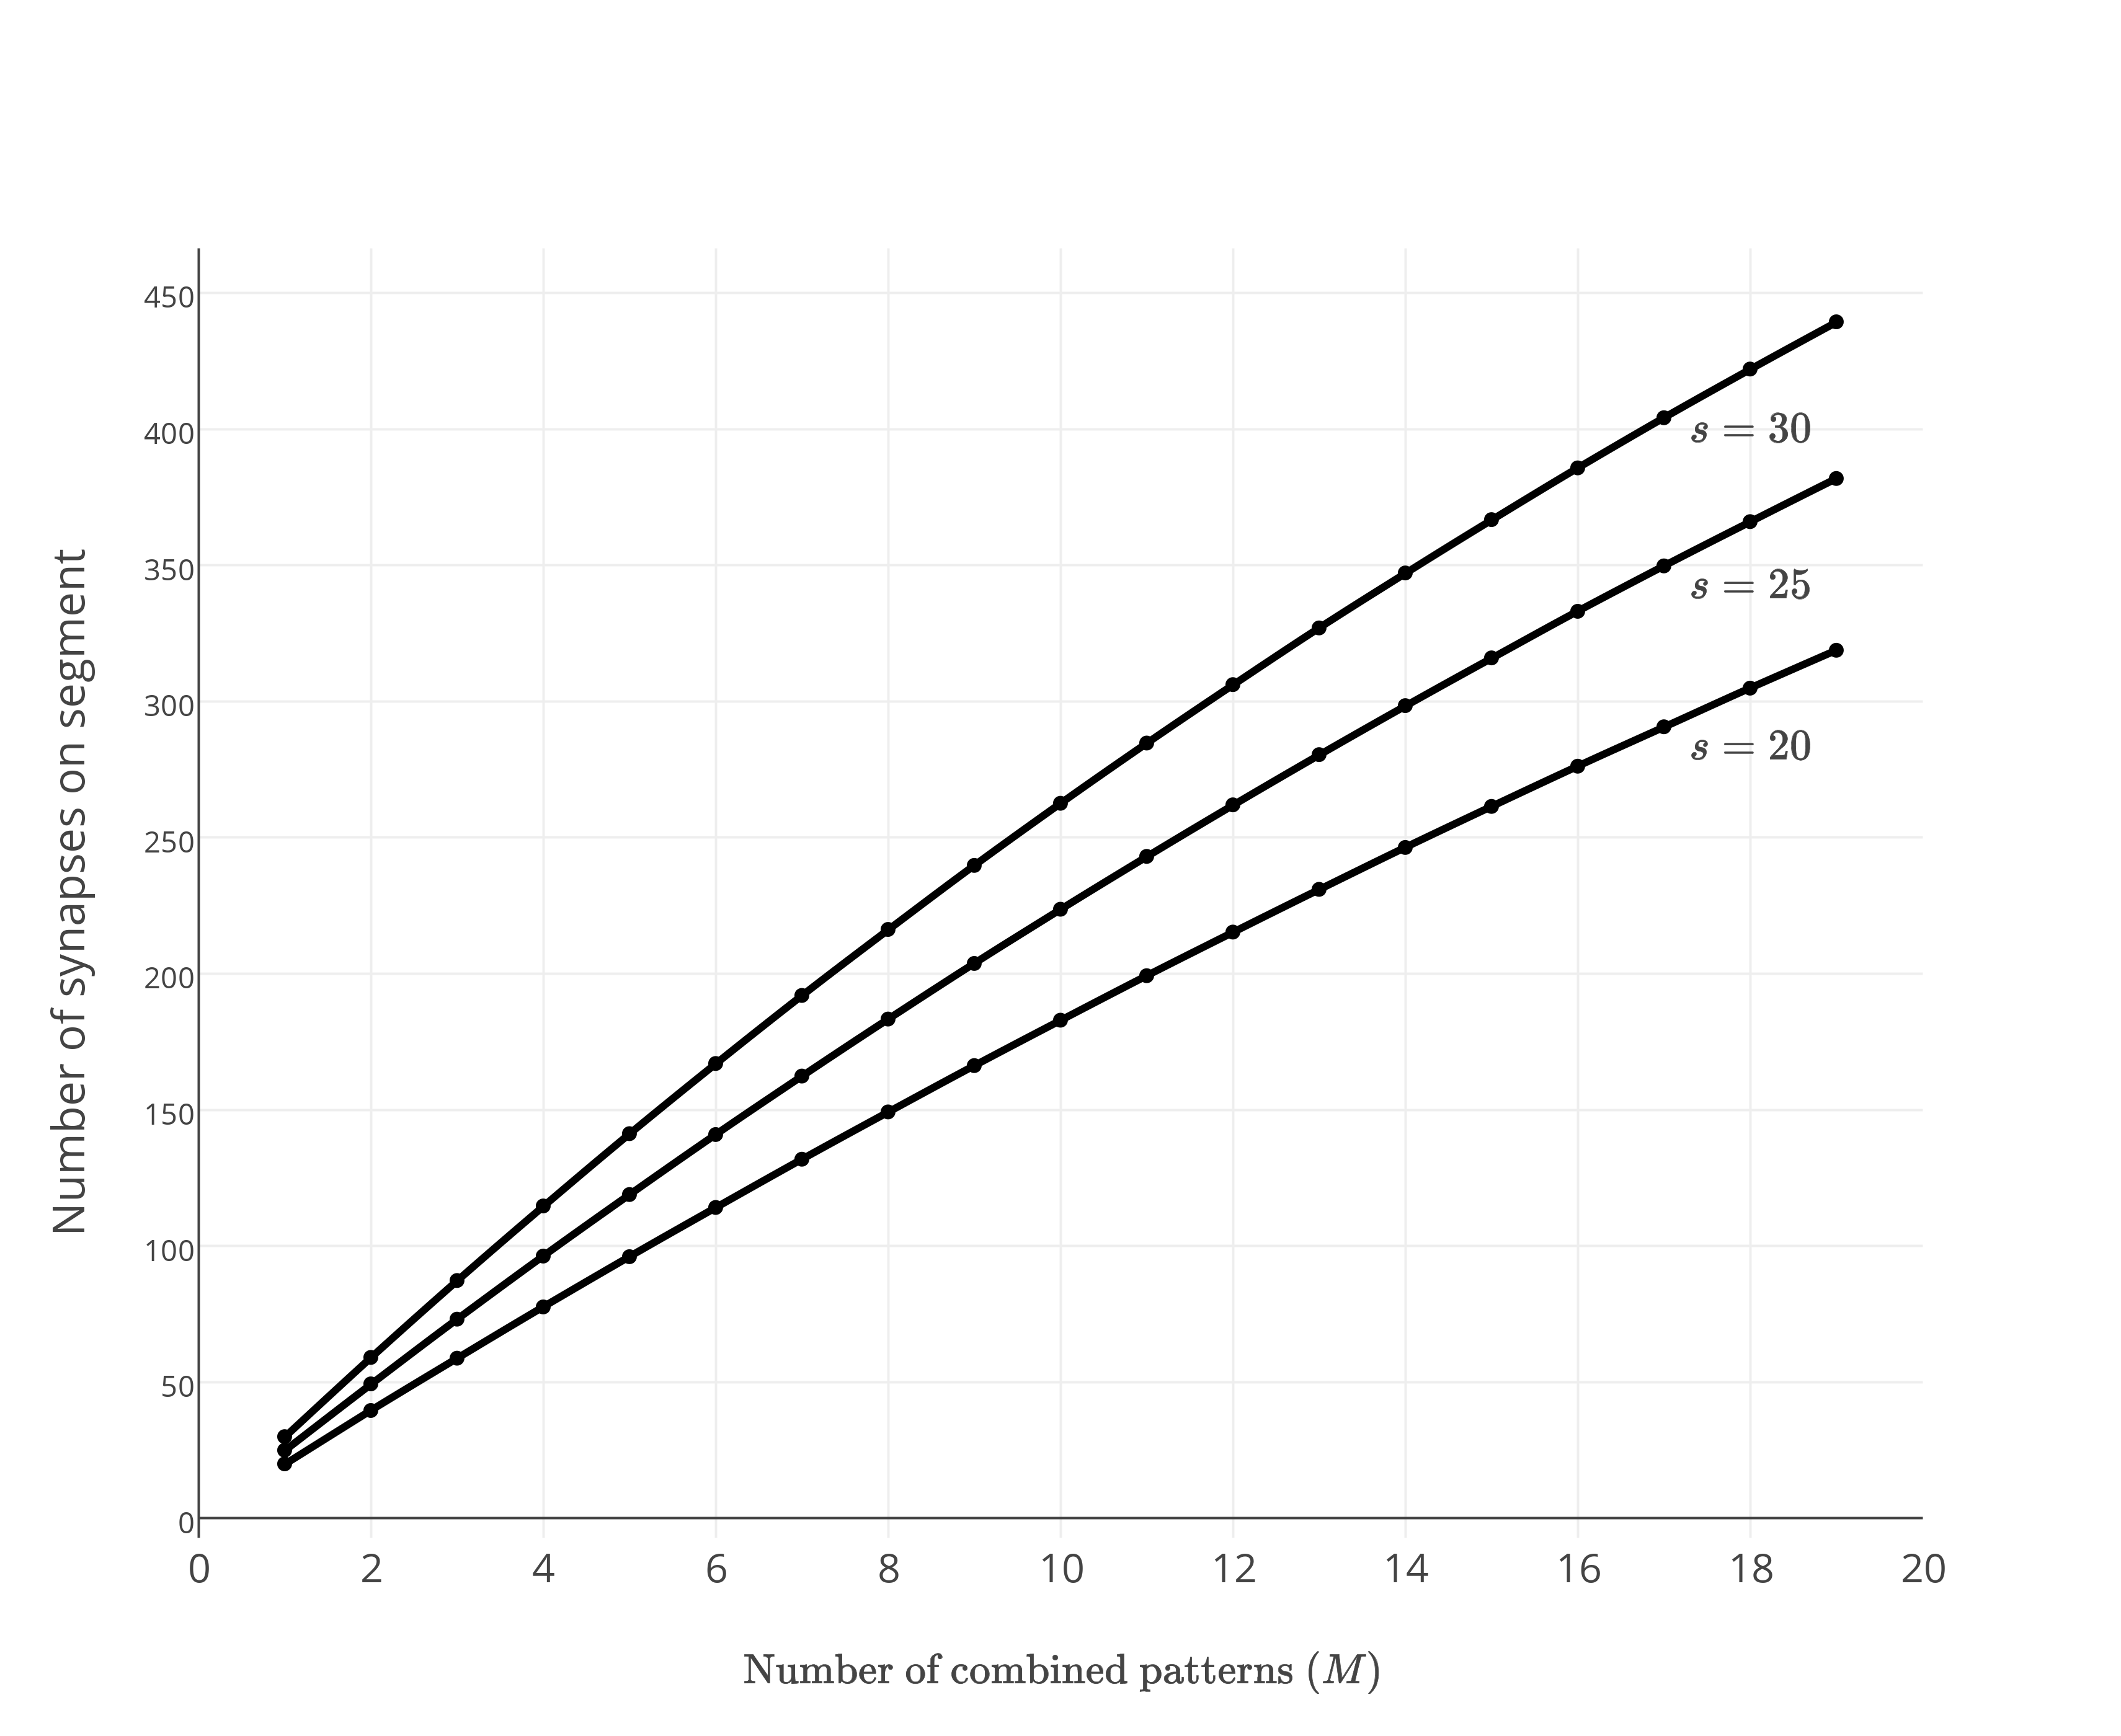 Number of synapses on segment
450
400
350
300
250
200
150
100
50
0
s = 30
s = 25
s = 20
0 2 4 6 8 10 12 14 16 18 20
Number of combined patterns (M)